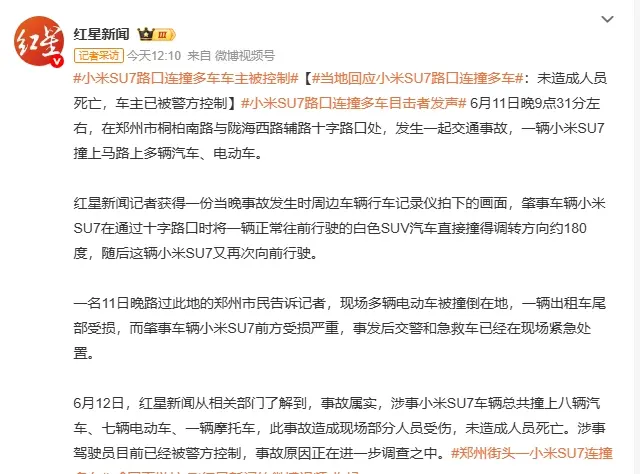 红星新闻
记者采访 今天12:10 来自 微博视频号
#小米SU7路口连撞多车车主被控制#【#当地回应小米SU7路口连撞多车#：未造成人员
死亡，车主已被警方控制】#小米SU7路口连撞多车目击者发声# 6月11日晚9点31分左
右，在郑州市桐柏南路与陇海西路辅路十字路口处，发生一起交通事故，一辆小米SU7
撞上马路上多辆汽车、电动车。
红星新闻记者获得一份当晚事故发生时周边车辆行车记录仪拍下的画面，肇事车辆小米
SU7在通过十字路口时将一辆正常往前行驶的白色SUV汽车直接撞得调转方向约180
度，随后这辆小米SU7又再次向前行驶。
一名11日晚路过此地的郑州市民告诉记者，现场多辆电动车被撞倒在地，一辆出租车尾
部受损，而肇事车辆小米SU7前方受损严重，事发后交警和急救车已经在现场紧急处
置。
6月12日，红星新闻从相关部门了解到，事故属实，涉事小米SU7车辆总共撞上八辆汽
车、七辆电动车、一辆摩托车，此事故造成现场部分人员受伤，未造成人员死亡。涉事
驾驶员目前已经被警方控制，事故原因正在进一步调查之中。#郑州街头一小米SU7连撞